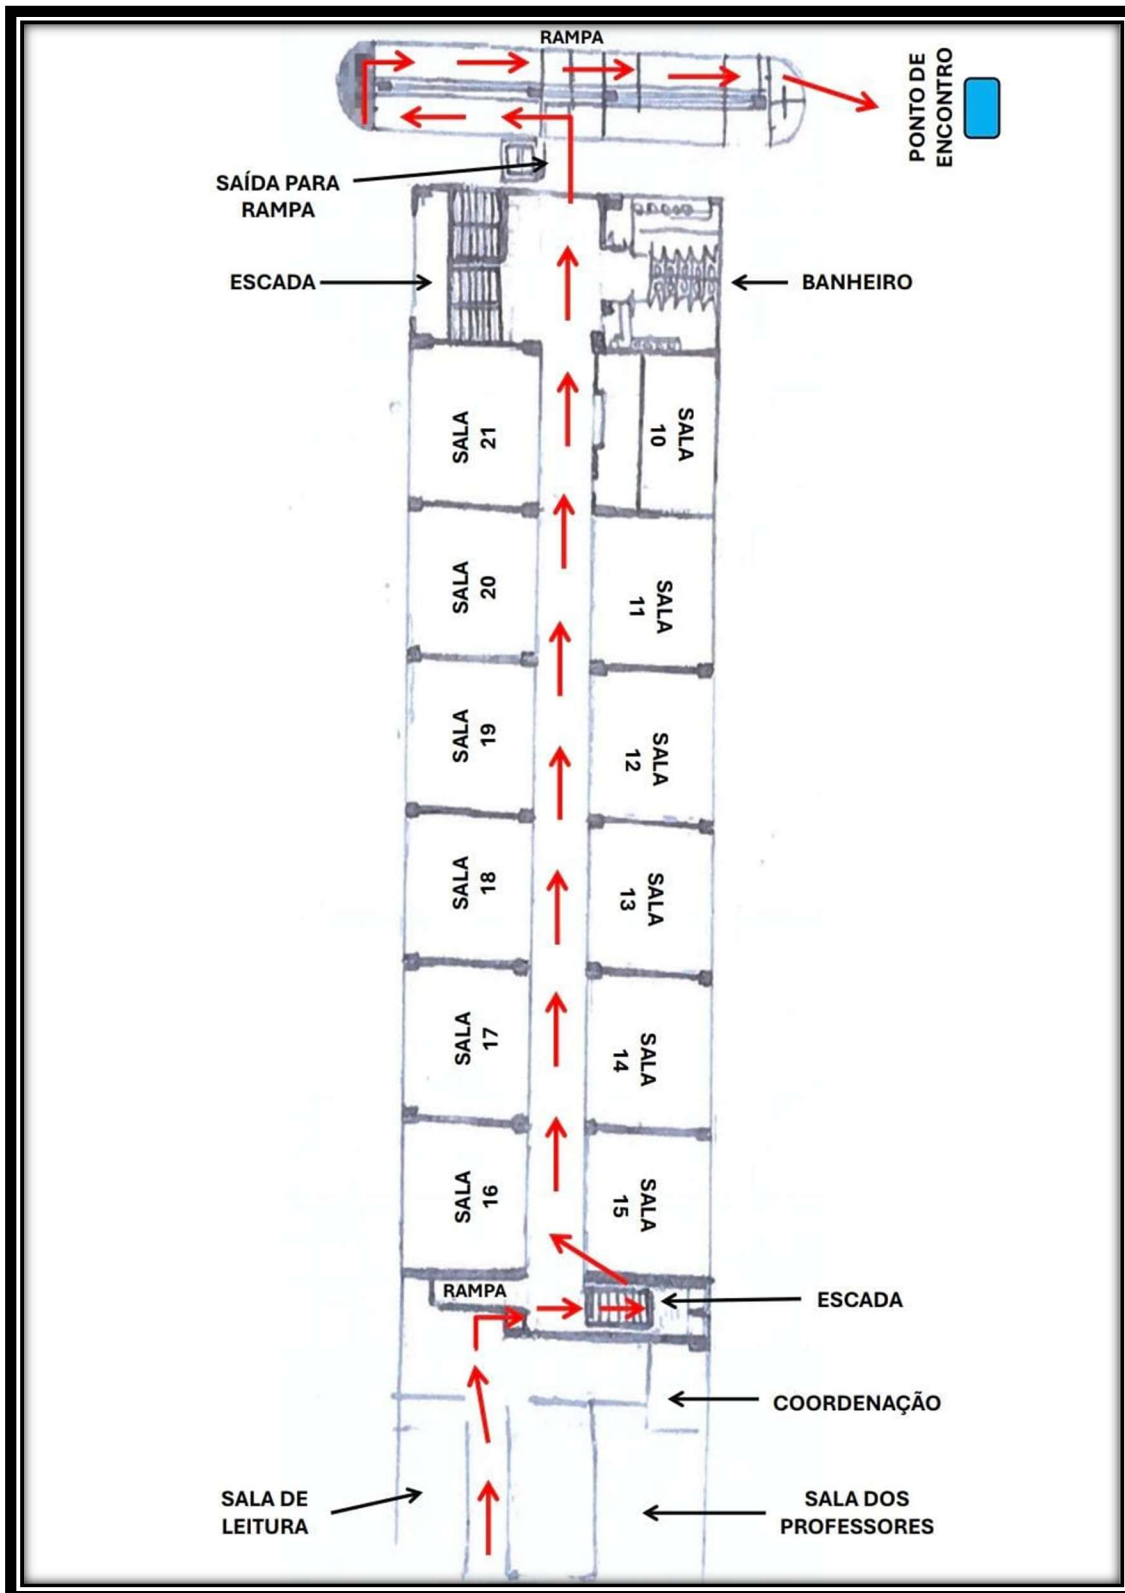 RAMPA
PONTO DE
ENCONTRO
SAÍDA PARA
RAMPA
ESCADA
BANHEIRO
SALA
21
SALA
10
SALA
20
SALA
11
SALA
19
SALA
12
SALA
18
SALA
13
SALA
17
SALA
14
SALA
16
SALA
15
RAMPA
ESCADA
COORDENAÇÃO
SALA DE
LEITURA
SALA DOS
PROFESSORES